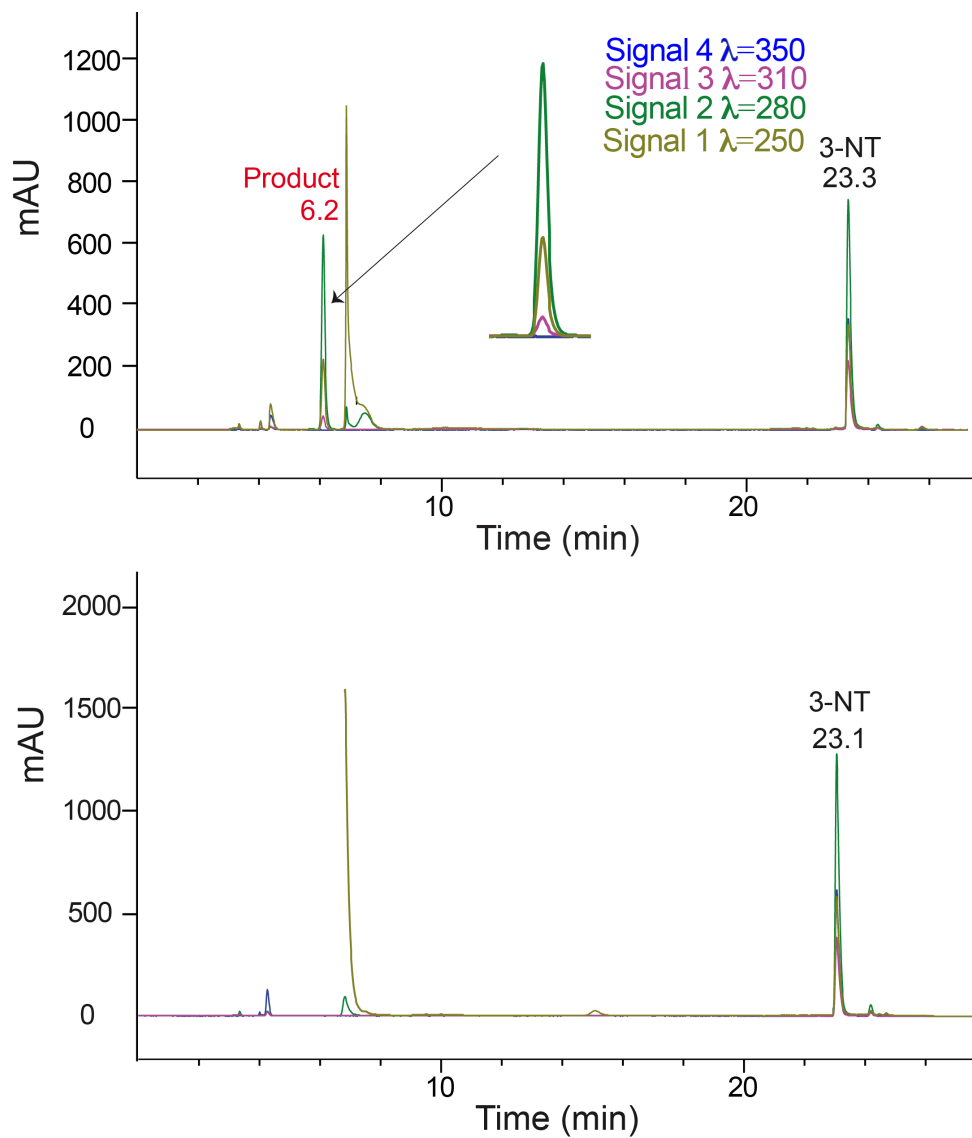 1200
1000
800
600
400
200
0
mAU
Signal 4 λ=350
Signal 3 λ=310
Signal 2 λ=280
Signal 1 λ=250
Product
6.2
3-NT
23.3
10
20
Time (min)
2000
1500
1000
500
0
mAU
3-NT
23.1
10
20
Time (min)